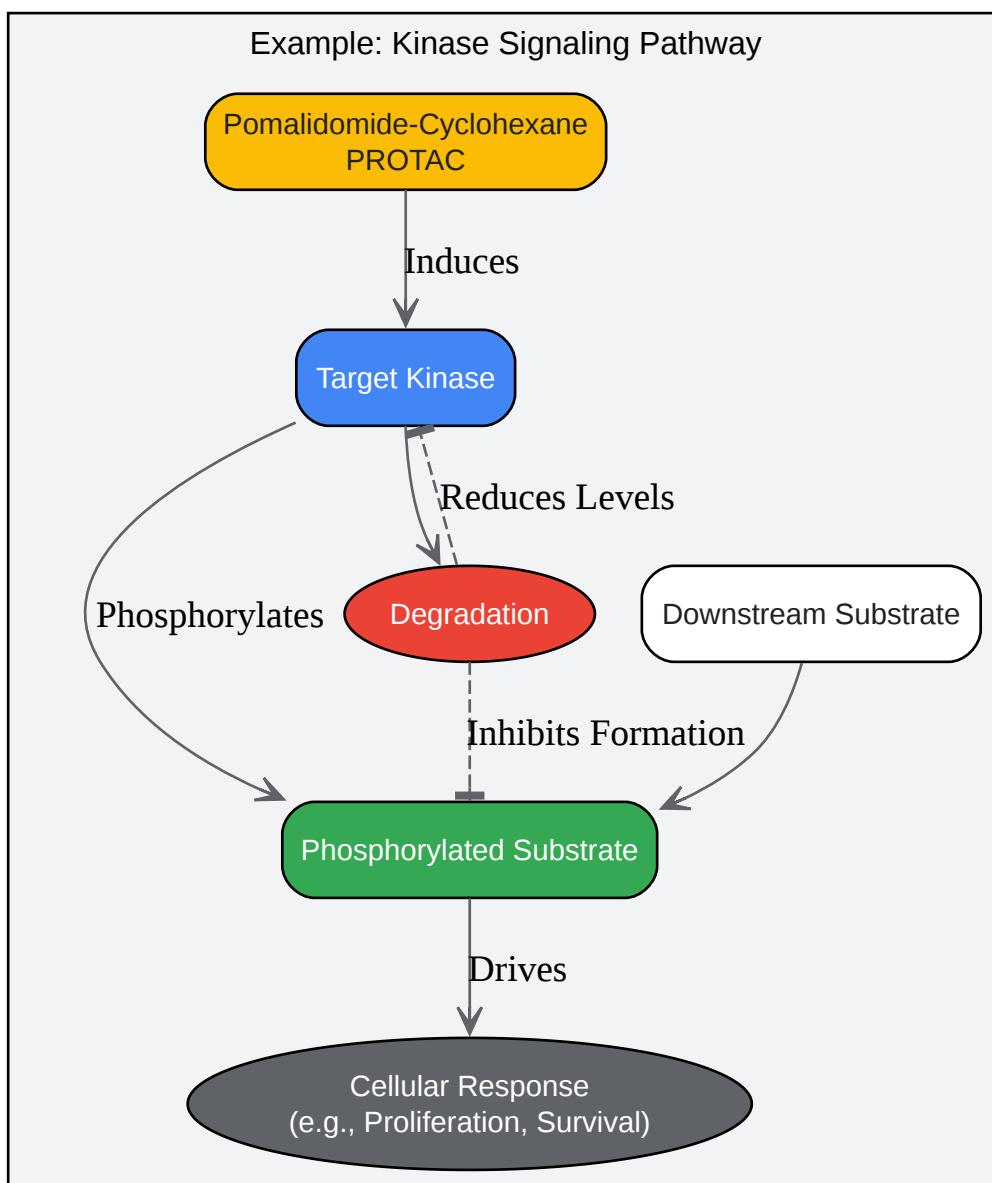 Example: Kinase Signaling Pathway
Pomalidomide-Cyclohexane
PROTAC
Induces
Target Kinase
Reduces Levels
Phosphorylates
Degradation
Downstream Substrate
Inhibits Formation
Phosphorylated Substrate
Drives
Cellular Response
(e.g., Proliferation, Survival)